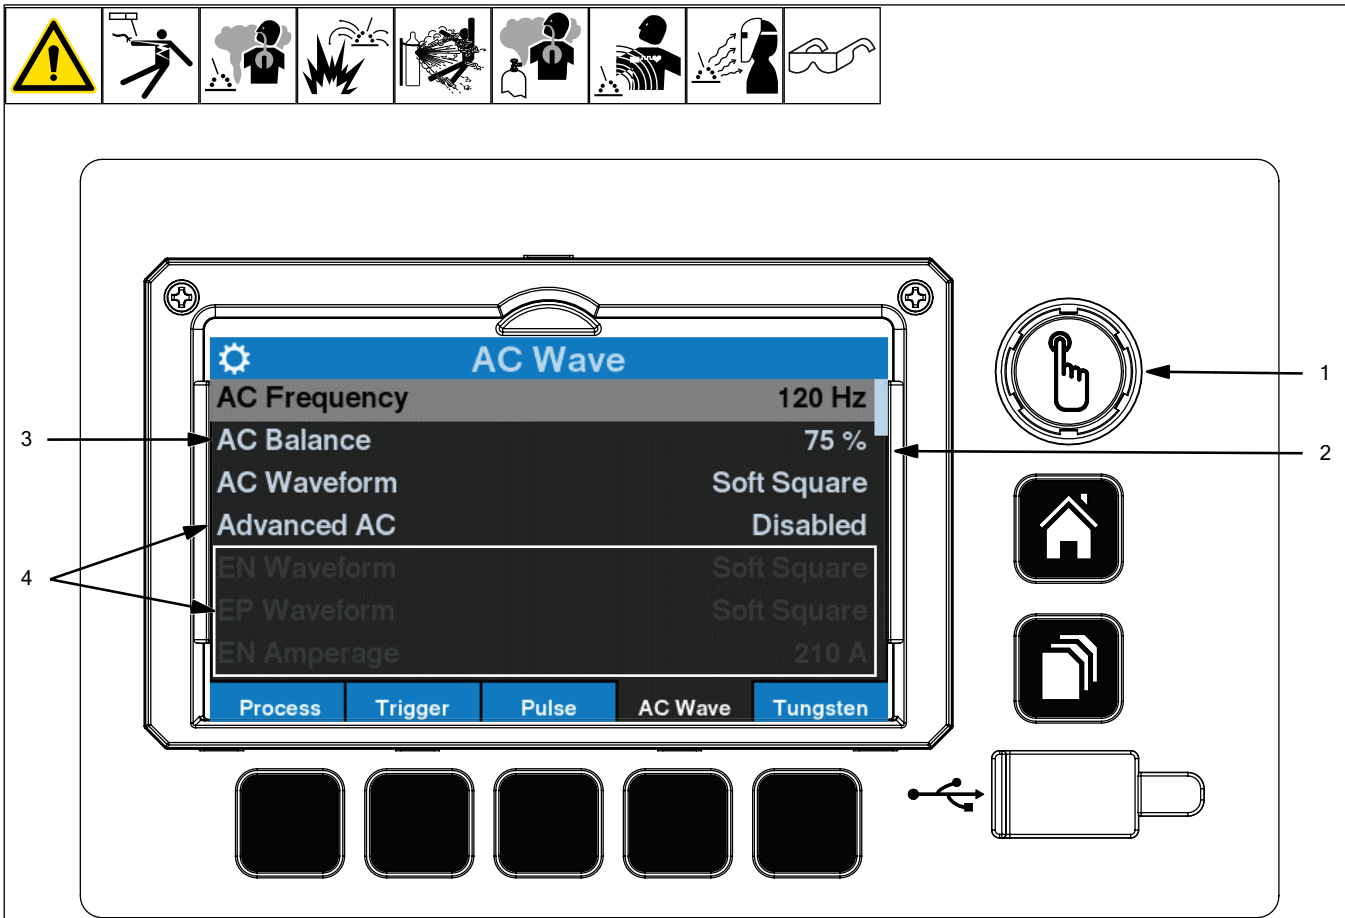 AC Wave
AC Frequency 120 Hz
1
3
AC Balance 75 %
2
AC Waveform Soft Square
Advanced AC Disabled
EN Waveform Soft Square
4
EP Waveform Soft Square
EN Amperage 210 A
Process Trigger Pulse AC Wave Tungsten